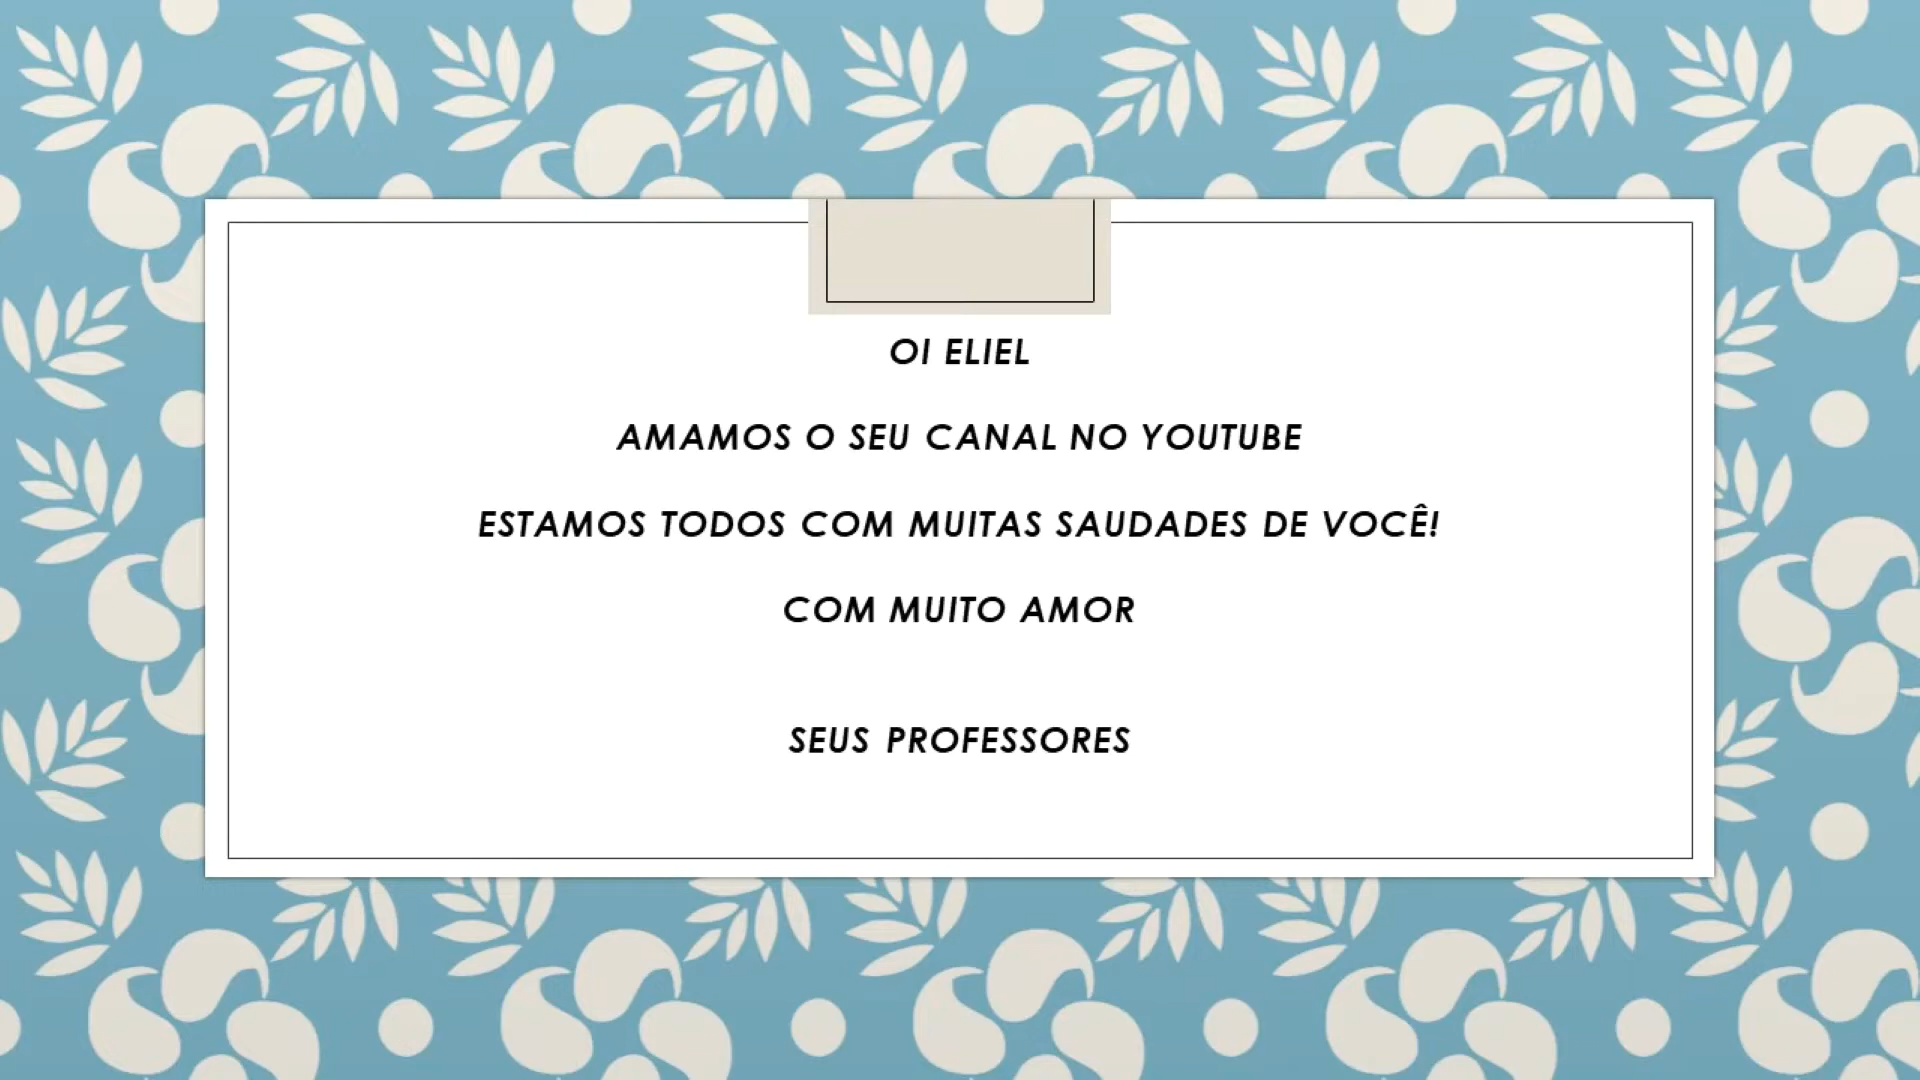 OI ELIEL
AMAMOS O SEU CANAL NO YOUTUBE
ESTAMOS TODOS COM MUITAS SAUDADES DE VOCÊ!
COM MUITO AMOR
SEUS PROFESSORES